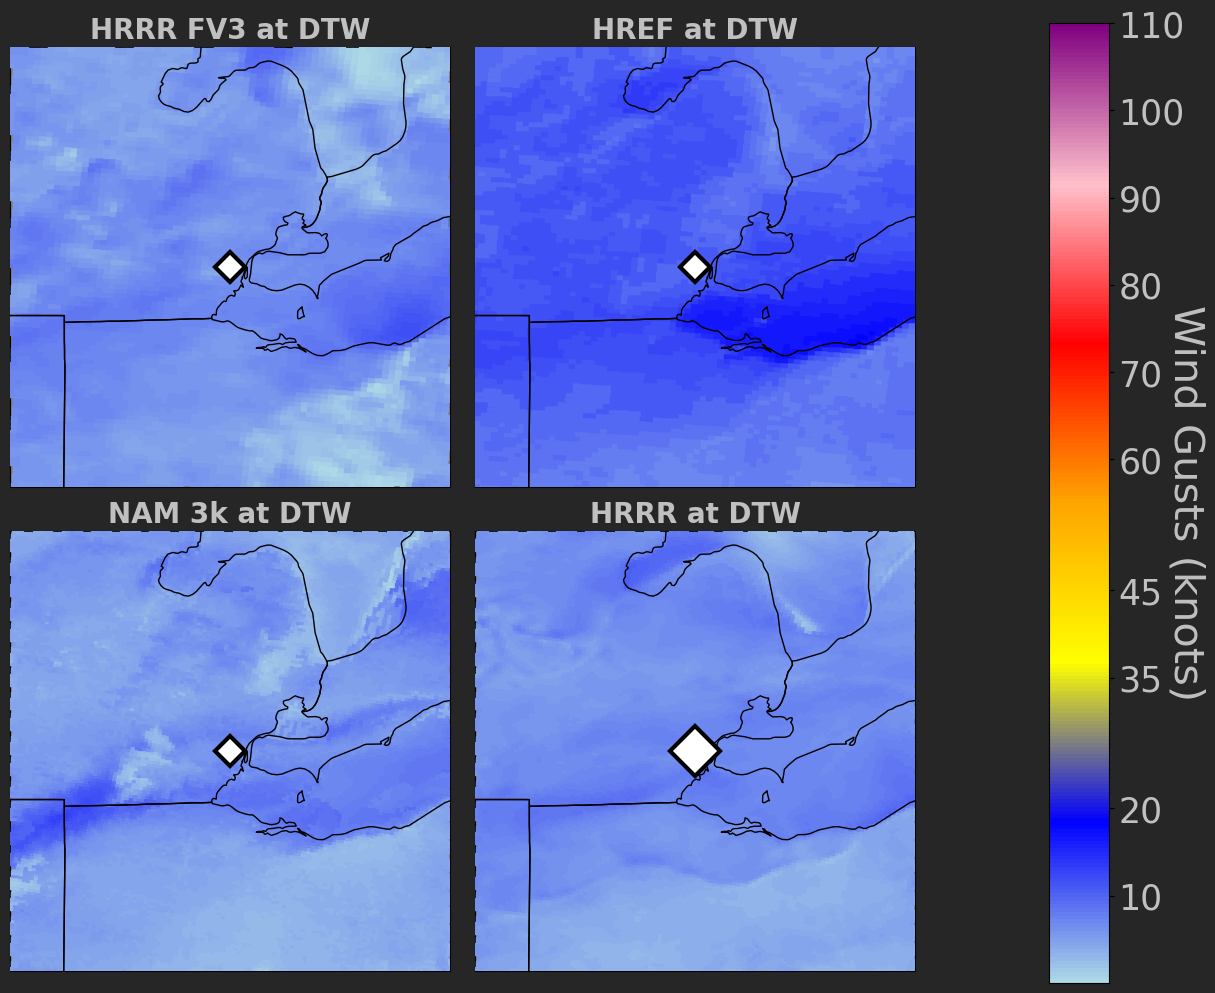 HRRR FV3 at DTW
HREF at DTW
NAM 3k at DTW
HRRR at DTW
110
100
90
80
70
60
45
35
20
10
Wind Gusts (knots)